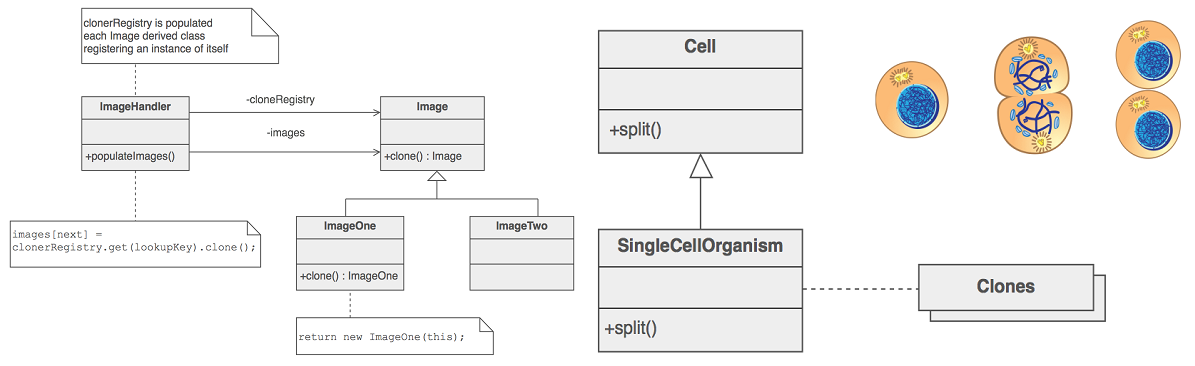 clonerRegistry is populated
each Image derived class
registering an instance of itself
ImageHandler
+populateImages()
-cloneRegistry
-images
Image
+clone() : Image
images[next] =
clonerRegistry.get(lookupKey).clone();
ImageOne
+clone() : ImageOne
ImageTwo
return new ImageOne(this);
Cell
+split()
SingleCellOrganism
+split()
Clones